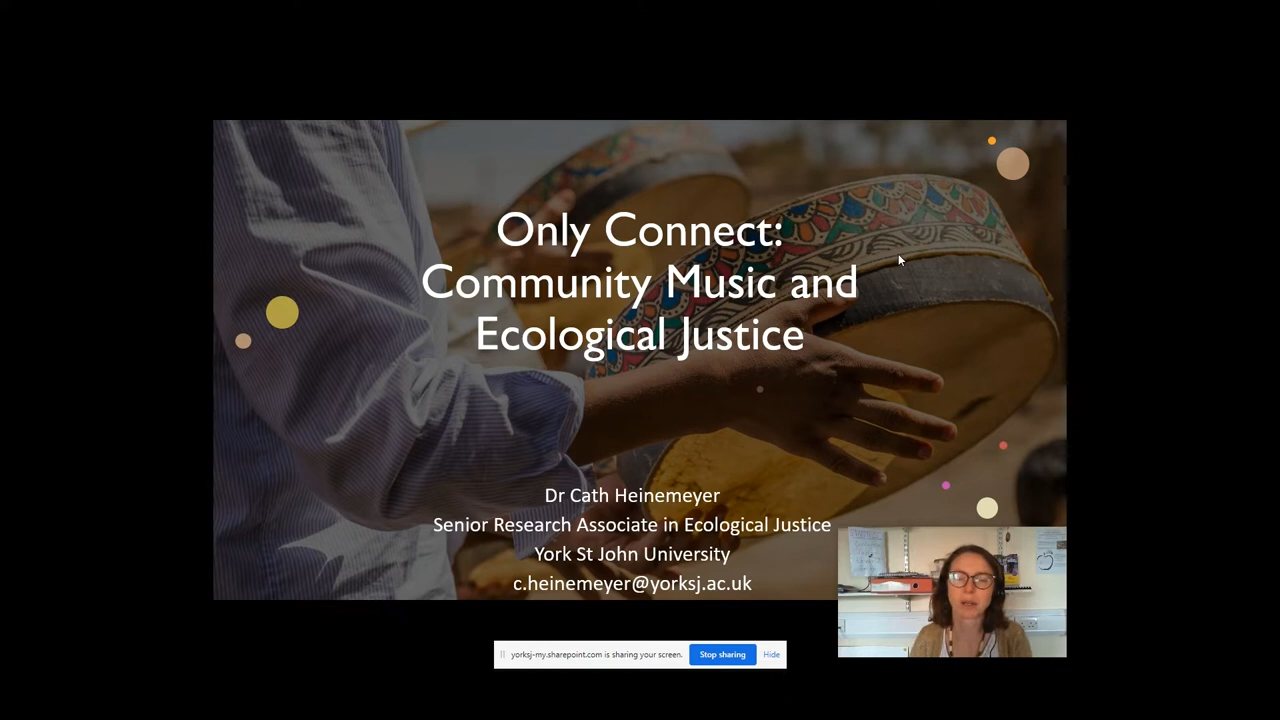 Only Connect:
Community Music and
Ecological Justice
Dr Cath Heinemeyer
Senior Research Associate in Ecological Justice
York St John University
c.heinemeyer@yorksj.ac.uk
yorksj-my.sharepoint.com is sharing your screen.
Stop sharing
Hide